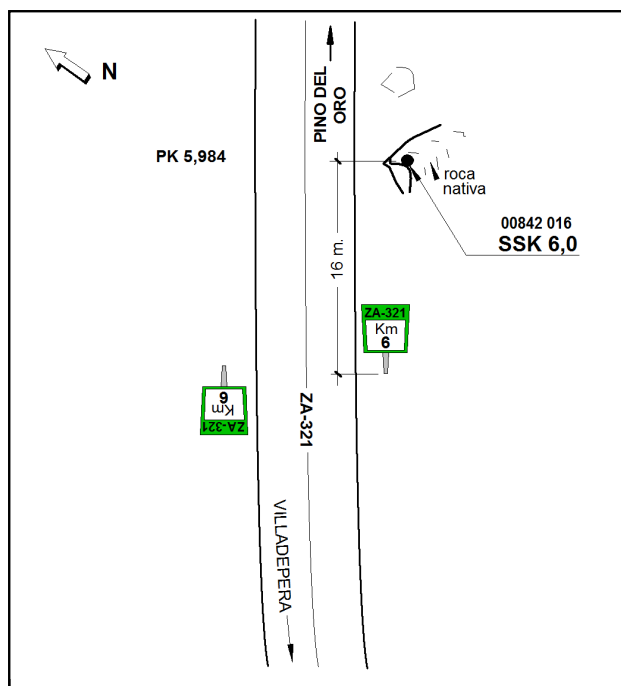 N
PINO DEL
ORO
PK 5,984
roca
nativa
00842 016
SSK 6,0
16 m.
ZA-321
Km
6
ZA-321
Km
6
ZA-321
VILLADEPERA